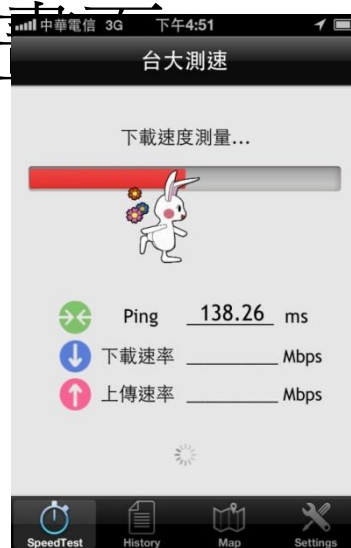 中華電信 3G 下午4:51
台大測速
下載速度測量...
Ping 138.26 ms
下載速率 Mbps
上傳速率 Mbps
SpeedTest History Map Settings